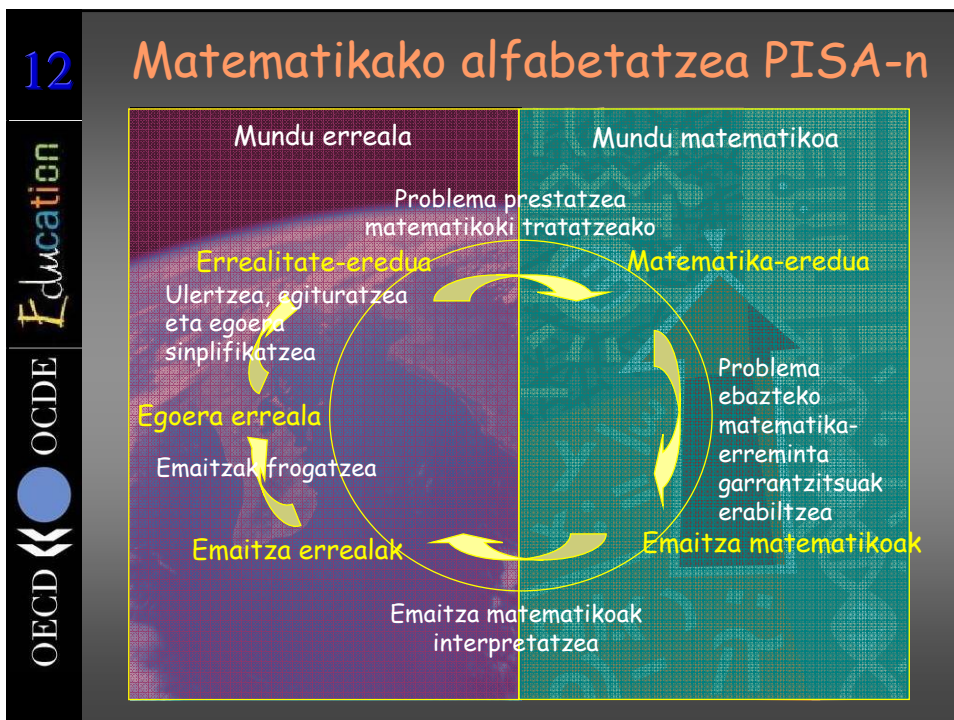 12
Matematikako alfabetatzea PISA-n
Mundu erreala
Mundu matematikoa
Problema prestatzea
matematikoki tratatzeako
Errealitate-eredua
Matematika-eredua
Ulertzea, egituratzea
eta egoera
sinplifikatzea
Problema
ebazteko
matematika-
erreminta
garrantzitsuak
erabiltzea
Egoera erreala
Emaitzak frogatzea
Emaitza errealak
Emaitza matematikoak
Emaitza matematikoak
interpretatzea
OECD OCDE
Education